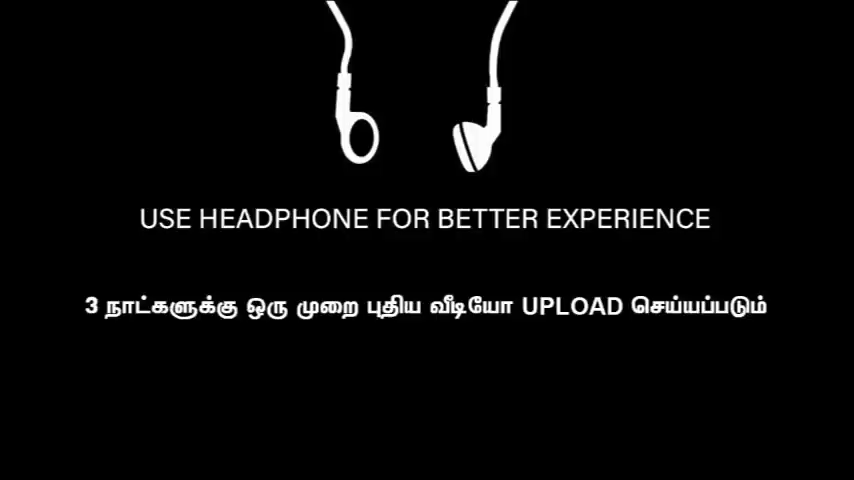 USE HEADPHONE FOR BETTER EXPERIENCE
3 நாட்களுக்கு ஒரு முறை புதிய வீடியோ UPLOAD செய்யப்படும்